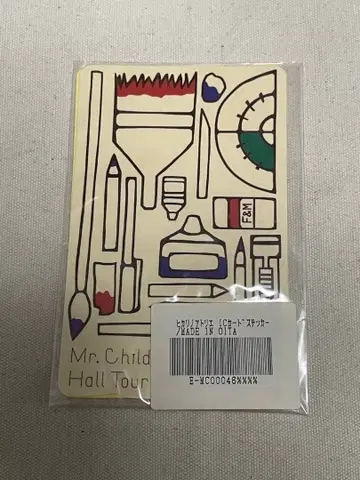 F&M
ヒカリノアトリエ ICカードステッカー
/MADE IN OITA
E-MC00046%%%%
Mr. Child
Hall Tour